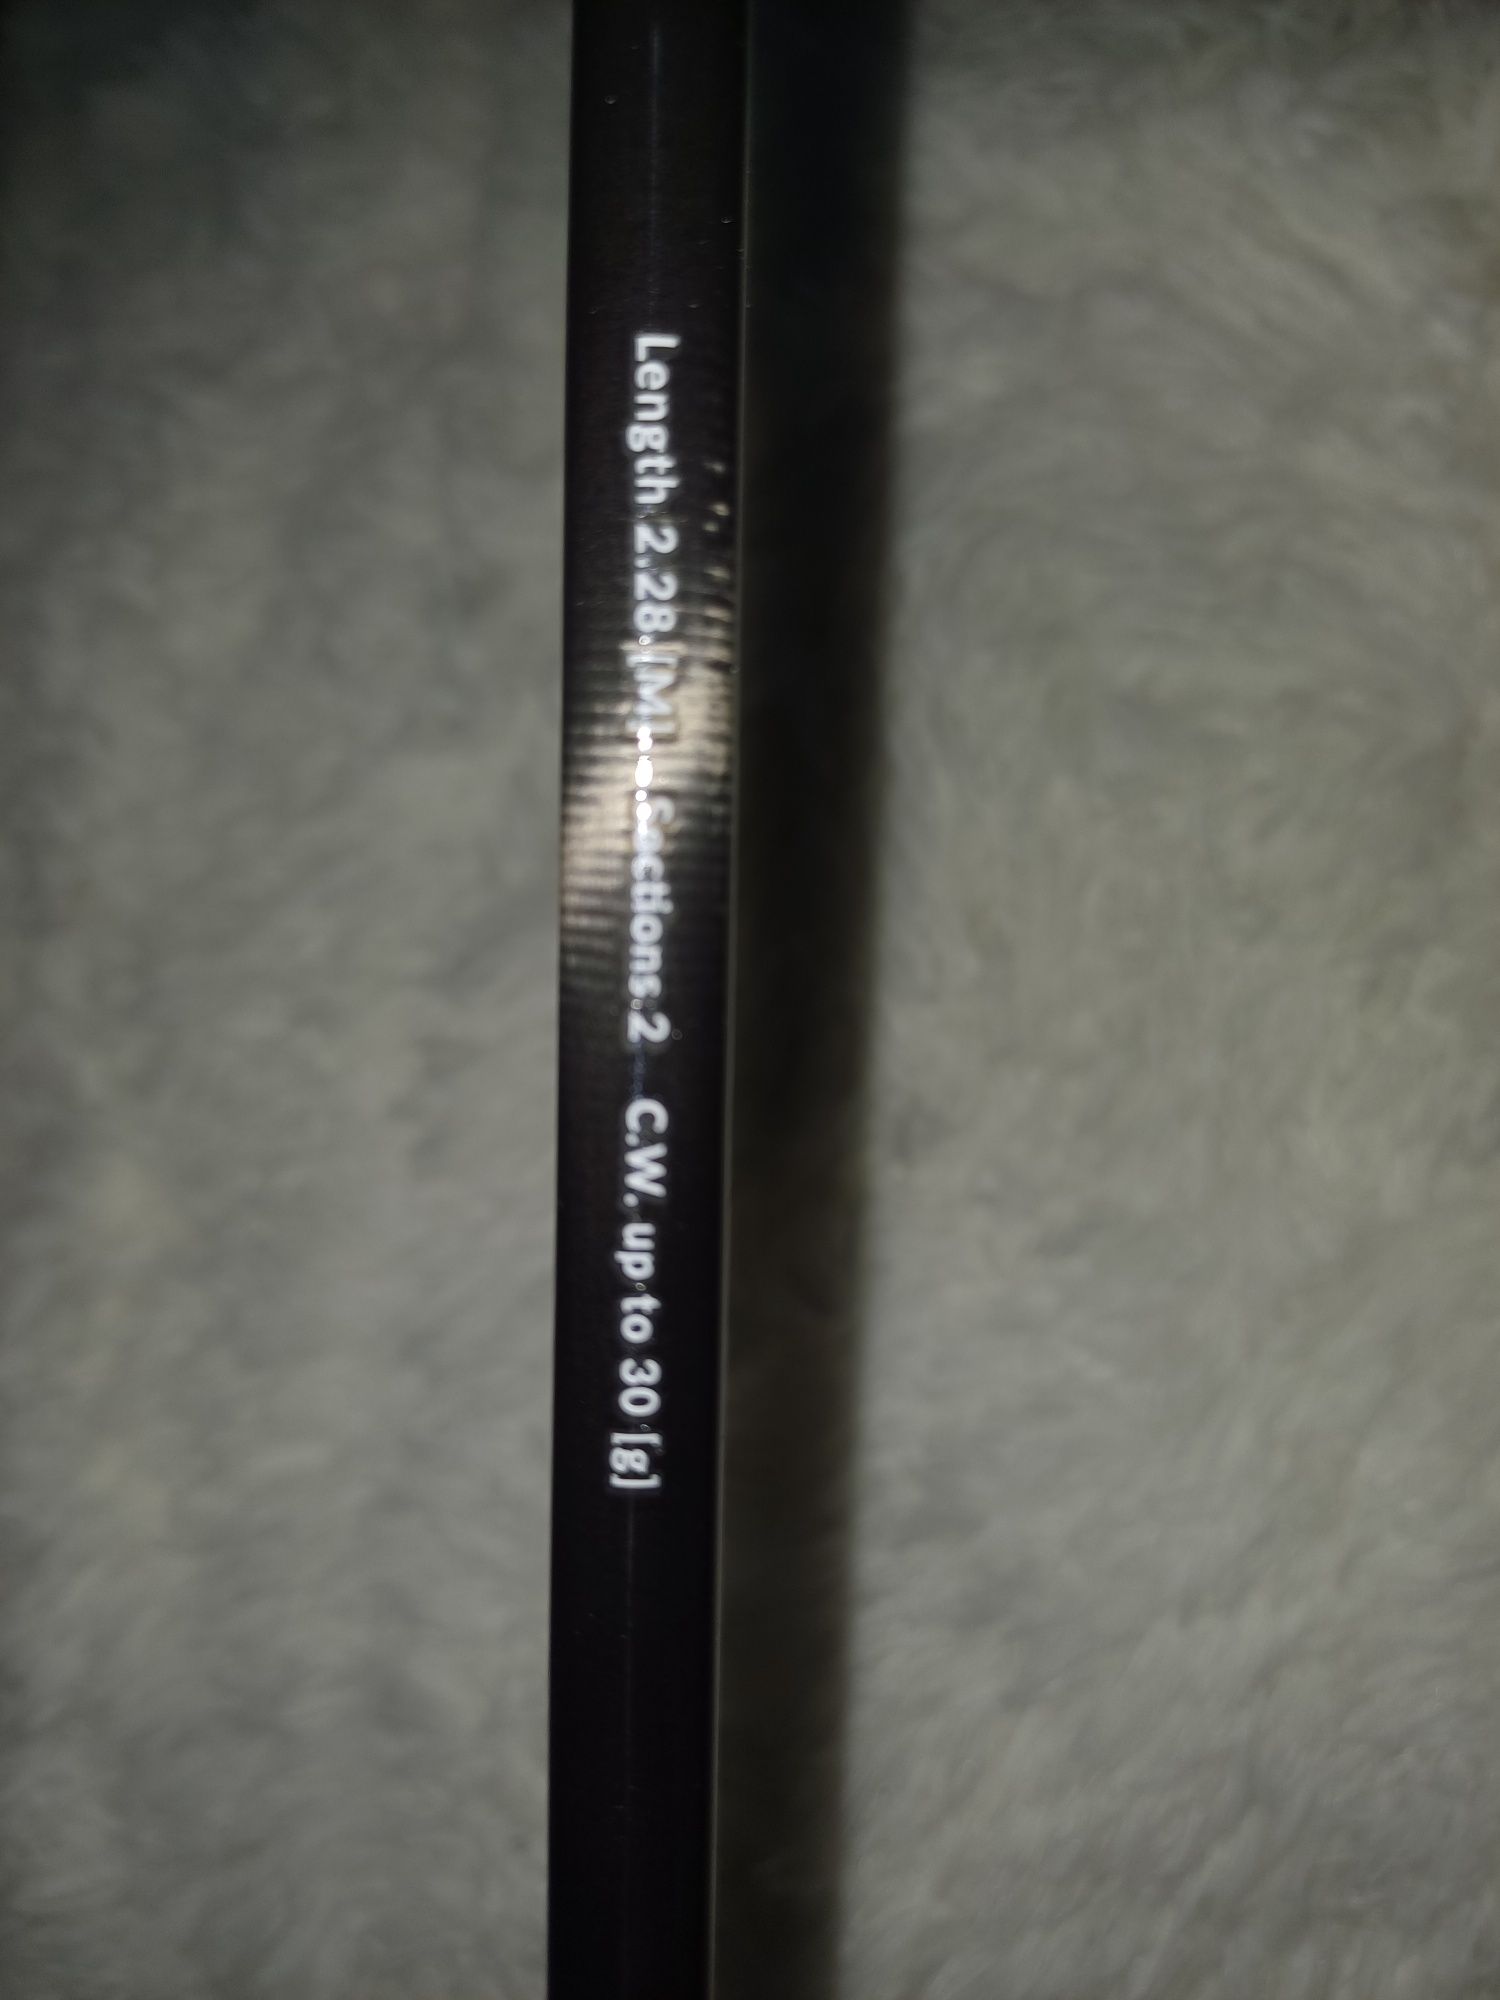 Length 2.28 [M] Sections 2 C.W. up to 30 [g]